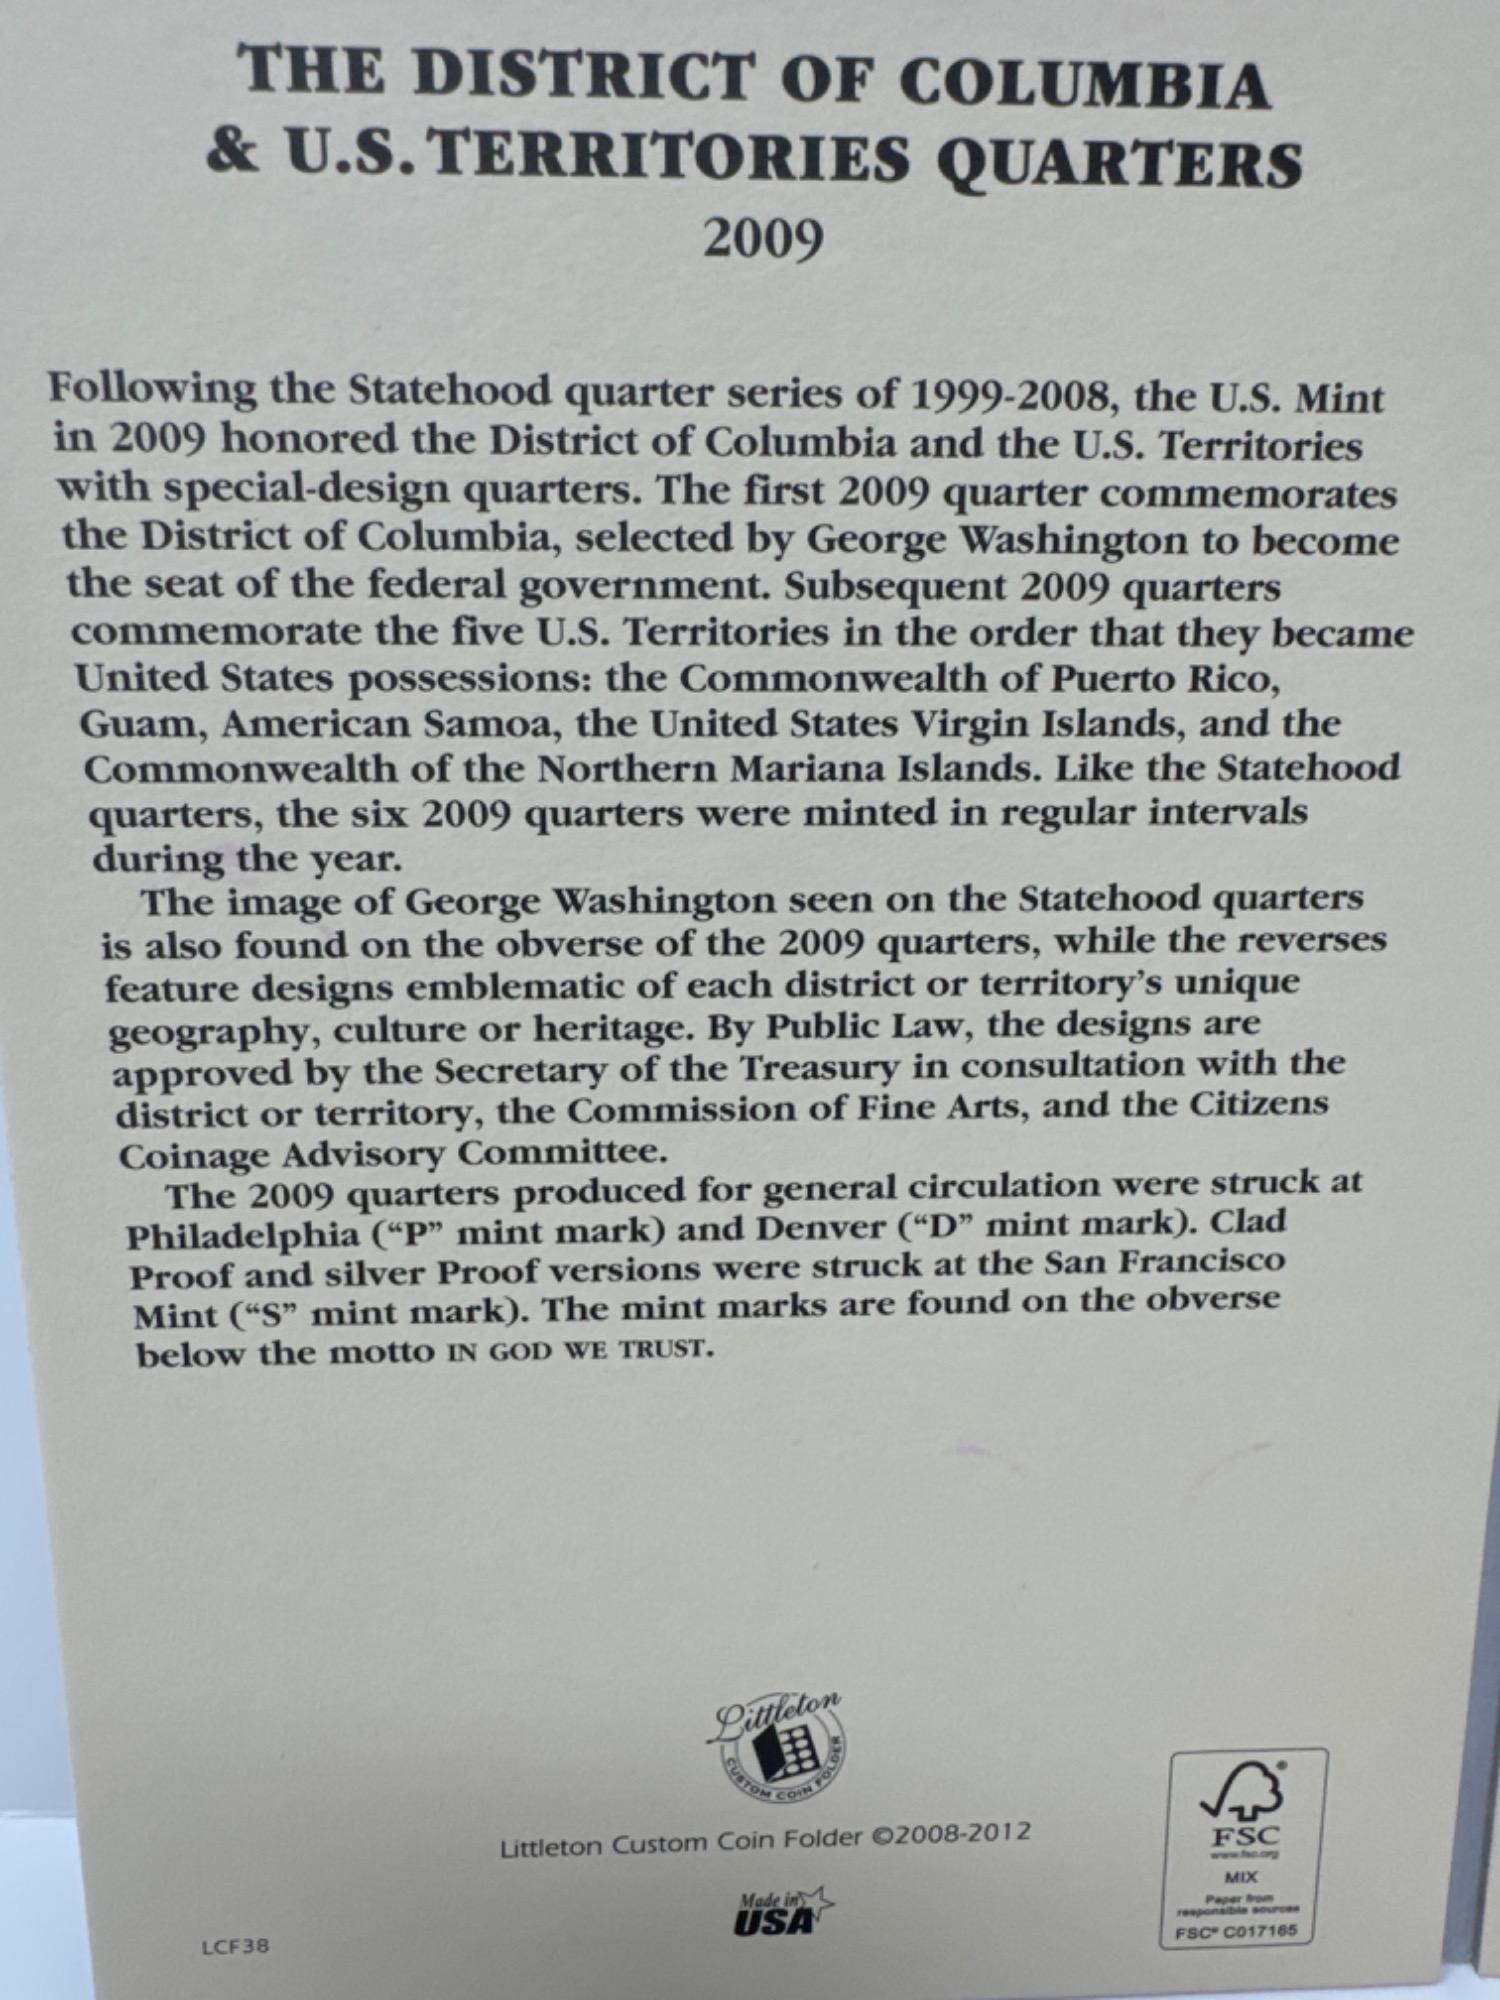 THE DISTRICT OF COLUMBIA
& U.S. TERRITORIES QUARTERS
2009
Following the Statehood quarter series of 1999-2008, the U.S. Mint
in 2009 honored the District of Columbia and the U.S. Territories
with special-design quarters. The first 2009 quarter commemorates
the District of Columbia, selected by George Washington to become
the seat of the federal government. Subsequent 2009 quarters
commemorate the five U.S. Territories in the order that they became
United States possessions: the Commonwealth of Puerto Rico,
Guam, American Samoa, the United States Virgin Islands, and the
Commonwealth of the Northern Mariana Islands. Like the Statehood
quarters, the six 2009 quarters were minted in regular intervals
during the year.
The image of George Washington seen on the Statehood quarters
is also found on the obverse of the 2009 quarters, while the reverses
feature designs emblematic of each district or territory's unique
geography, culture or heritage. By Public Law, the designs are
approved by the Secretary of the Treasury in consultation with the
district or territory, the Commission of Fine Arts, and the Citizens
Coinage Advisory Committee.
The 2009 quarters produced for general circulation were struck at
Philadelphia (“P” mint mark) and Denver (“D” mint mark). Clad
Proof and silver Proof versions were struck at the San Francisco
Mint (“S” mint mark). The mint marks are found on the obverse
below the motto IN GOD WE TRUST.
Littleton
CUSTOM COIN FOLDER
Littleton Custom Coin Folder ©2008-2012
Made in
USA
LCF38
®
FSC
www.fsc.org
MIX
Paper from
responsible sources
FSC® C017165